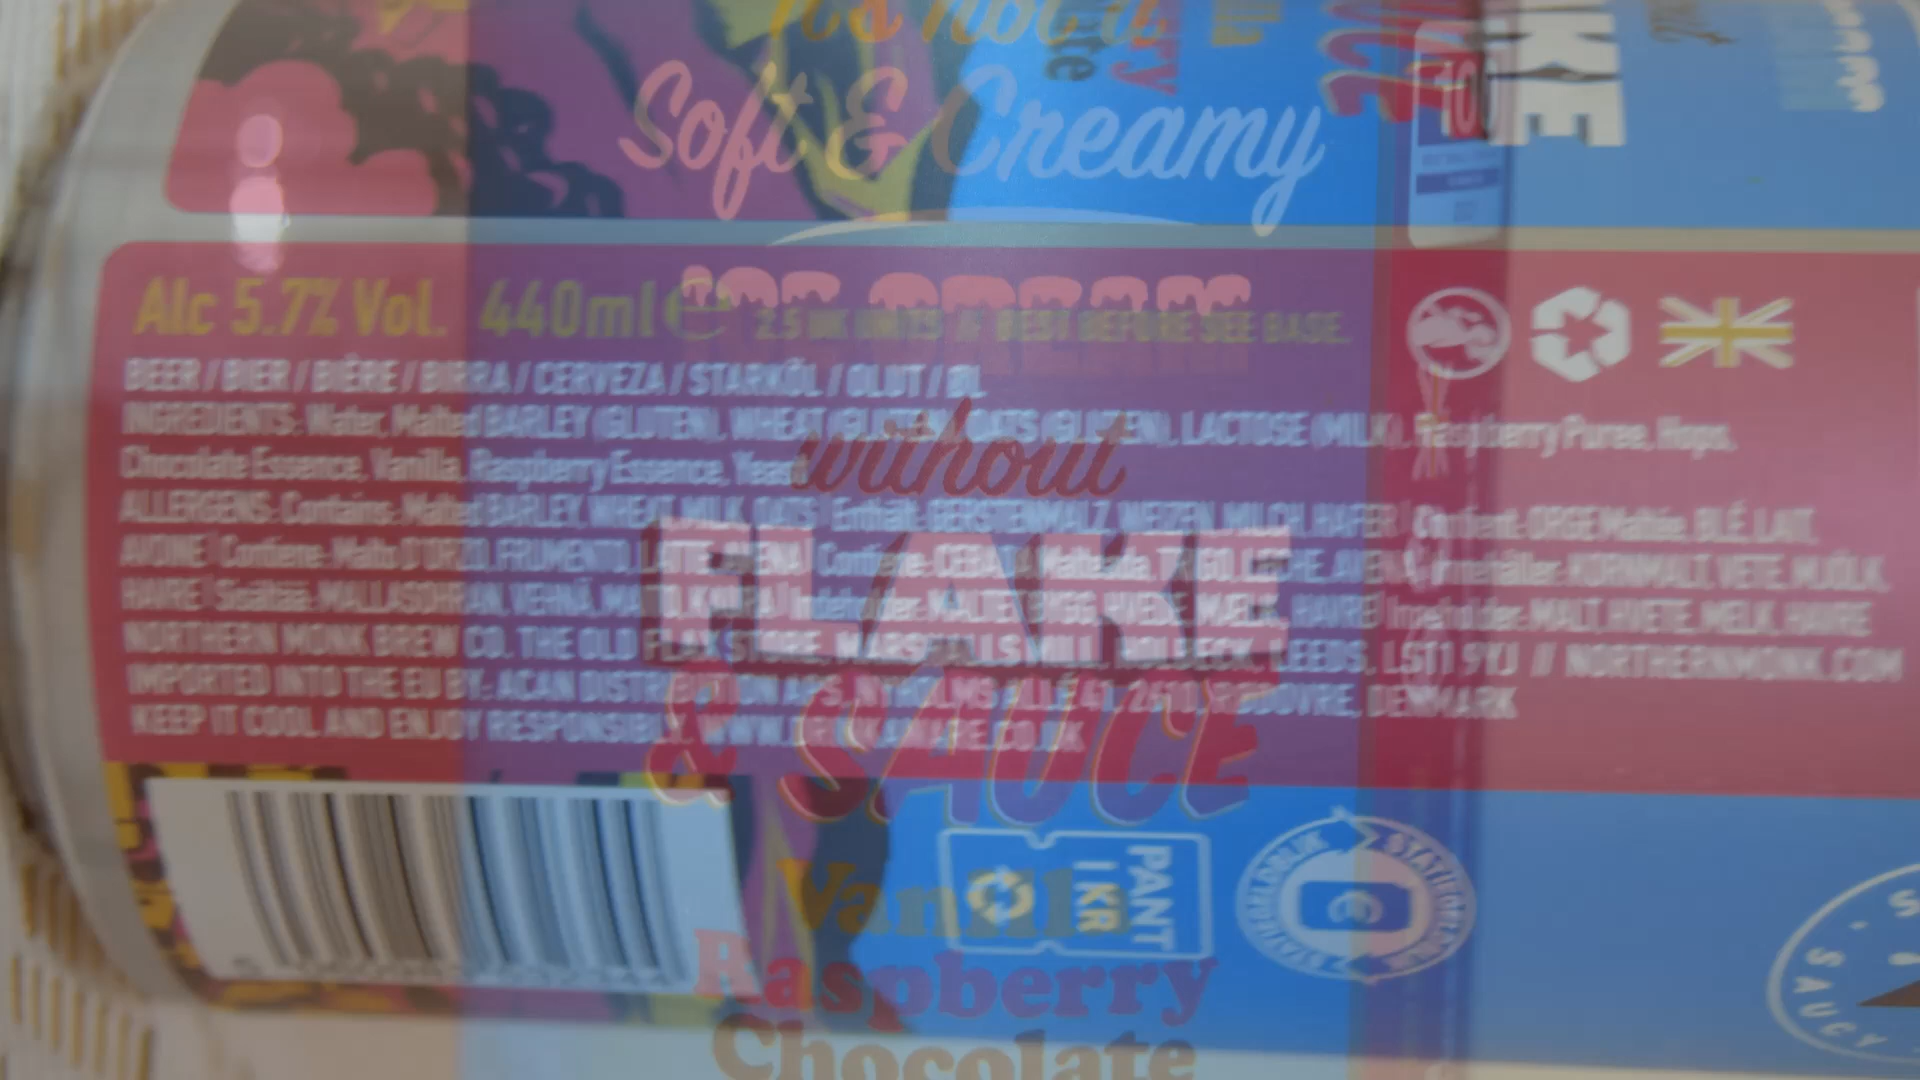 It's not a
Soft & Creamy
ICE CREAM
without
FLAKE
& SAUCE
Vanilla
Raspberry
Chocolate
Alc 5.7% Vol. 440ml e 2.5 UK UNITS // BEST BEFORE SEE BASE.
BEER / BIER / BIÈRE / BIRRA / CERVEZA / STARKÖL / OLUT / ØL
INGREDIENTS: Water, Malted BARLEY (GLUTEN), WHEAT (GLUTEN), OATS (GLUTEN), LACTOSE (MILK), Raspberry Puree, Hops,
Chocolate Essence, Vanilla, Raspberry Essence, Yeast
ALLERGENS: Contains: Malted BARLEY, WHEAT, MILK, OATS | Enthält: GERSTENMALZ, WEIZEN, MILCH, HAFER | Contient: ORGE Maltée, BLÉ, LAIT,
AVOINE | Contiene: Malto D'ORZO, FRUMENTO, LATTE, AVENA | Contiene: CEBADA Malteada, TRIGO, LECHE, AVENA | Innehåller: KORNMALT, VETE, MJÖLK,
HAVRE | Sisältää: MALLASOHRAN, VEHNÄ, MAITO, KAURA | Indeholder: MALTET BYGG, HVEDE, MÆLK, HAVRE | Inneholder: MALT, HVETE, MELK, HAVRE
NORTHERN MONK BREW CO. THE OLD FLAX STORE, MARSHALLS MILL, HOLBECK, LEEDS, LS11 9YJ // NORTHERNMONK.COM
IMPORTED INTO THE EU BY: ACAN DISTRIBUTION APS, NYHOLMS ALLÉ 41, 2610, RØDOVRE, DENMARK
KEEP IT COOL AND ENJOY RESPONSIBLY. WWW.DRINKAWARE.CO.UK
PANT
1 KR